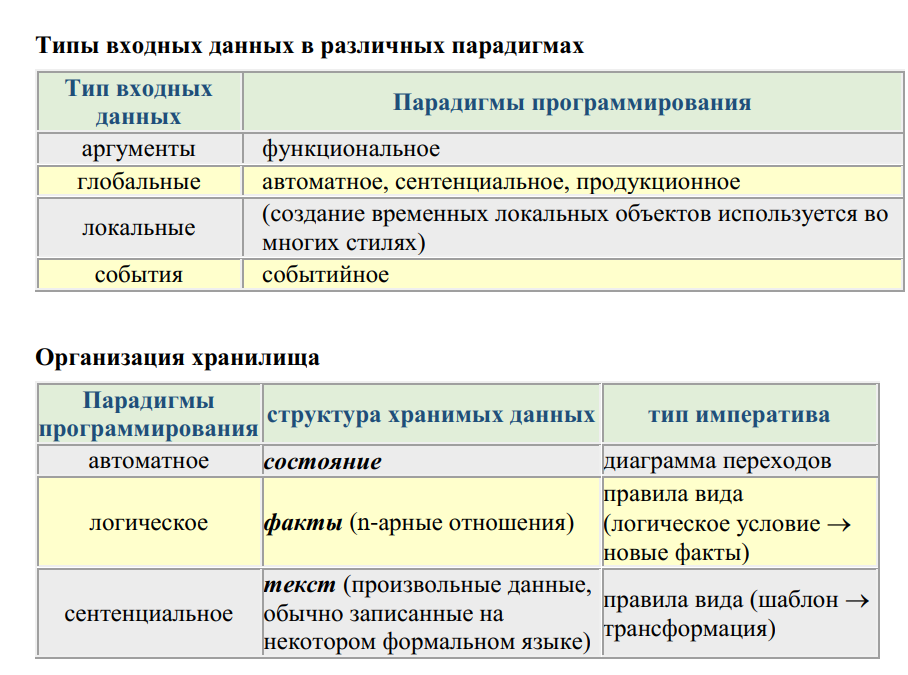 Типы входных данных в различных парадигмах
Тип входных
данных
Парадигмы программирования
аргументы
функциональное
глобальные
автоматное, сентенциальное, продукционное
локальные
(создание временных локальных объектов используется во
многих стилях)
события
событийное
Организация хранилища
Парадигмы
программирования
структура хранимых данных
тип императива
автоматное
состояние
диаграмма переходов
логическое
факты (n-арные отношения)
правила вида
(логическое условие →
новые факты)
сентенциальное
текст (произвольные данные,
обычно записанные на
некотором формальном языке)
правила вида (шаблон →
трансформация)